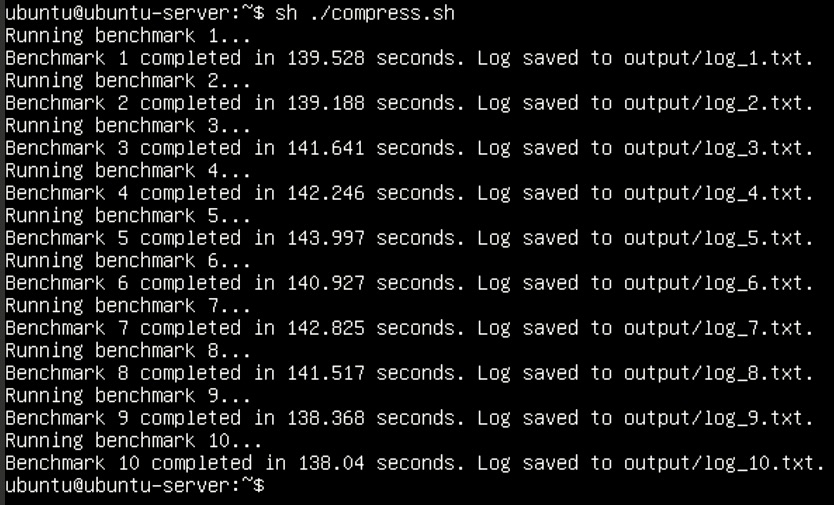 ubuntu@ubuntu-server:~$ sh ./compress.sh
Running benchmark 1...
Benchmark 1 completed in 139.528 seconds. Log saved to output/log_1.txt.
Running benchmark 2...
Benchmark 2 completed in 139.188 seconds. Log saved to output/log_2.txt.
Running benchmark 3...
Benchmark 3 completed in 141.641 seconds. Log saved to output/log_3.txt.
Running benchmark 4...
Benchmark 4 completed in 142.246 seconds. Log saved to output/log_4.txt.
Running benchmark 5...
Benchmark 5 completed in 143.997 seconds. Log saved to output/log_5.txt.
Running benchmark 6...
Benchmark 6 completed in 140.927 seconds. Log saved to output/log_6.txt.
Running benchmark 7...
Benchmark 7 completed in 142.825 seconds. Log saved to output/log_7.txt.
Running benchmark 8...
Benchmark 8 completed in 141.517 seconds. Log saved to output/log_8.txt.
Running benchmark 9...
Benchmark 9 completed in 138.368 seconds. Log saved to output/log_9.txt.
Running benchmark 10...
Benchmark 10 completed in 138.04 seconds. Log saved to output/log_10.txt.
ubuntu@ubuntu-server:~$